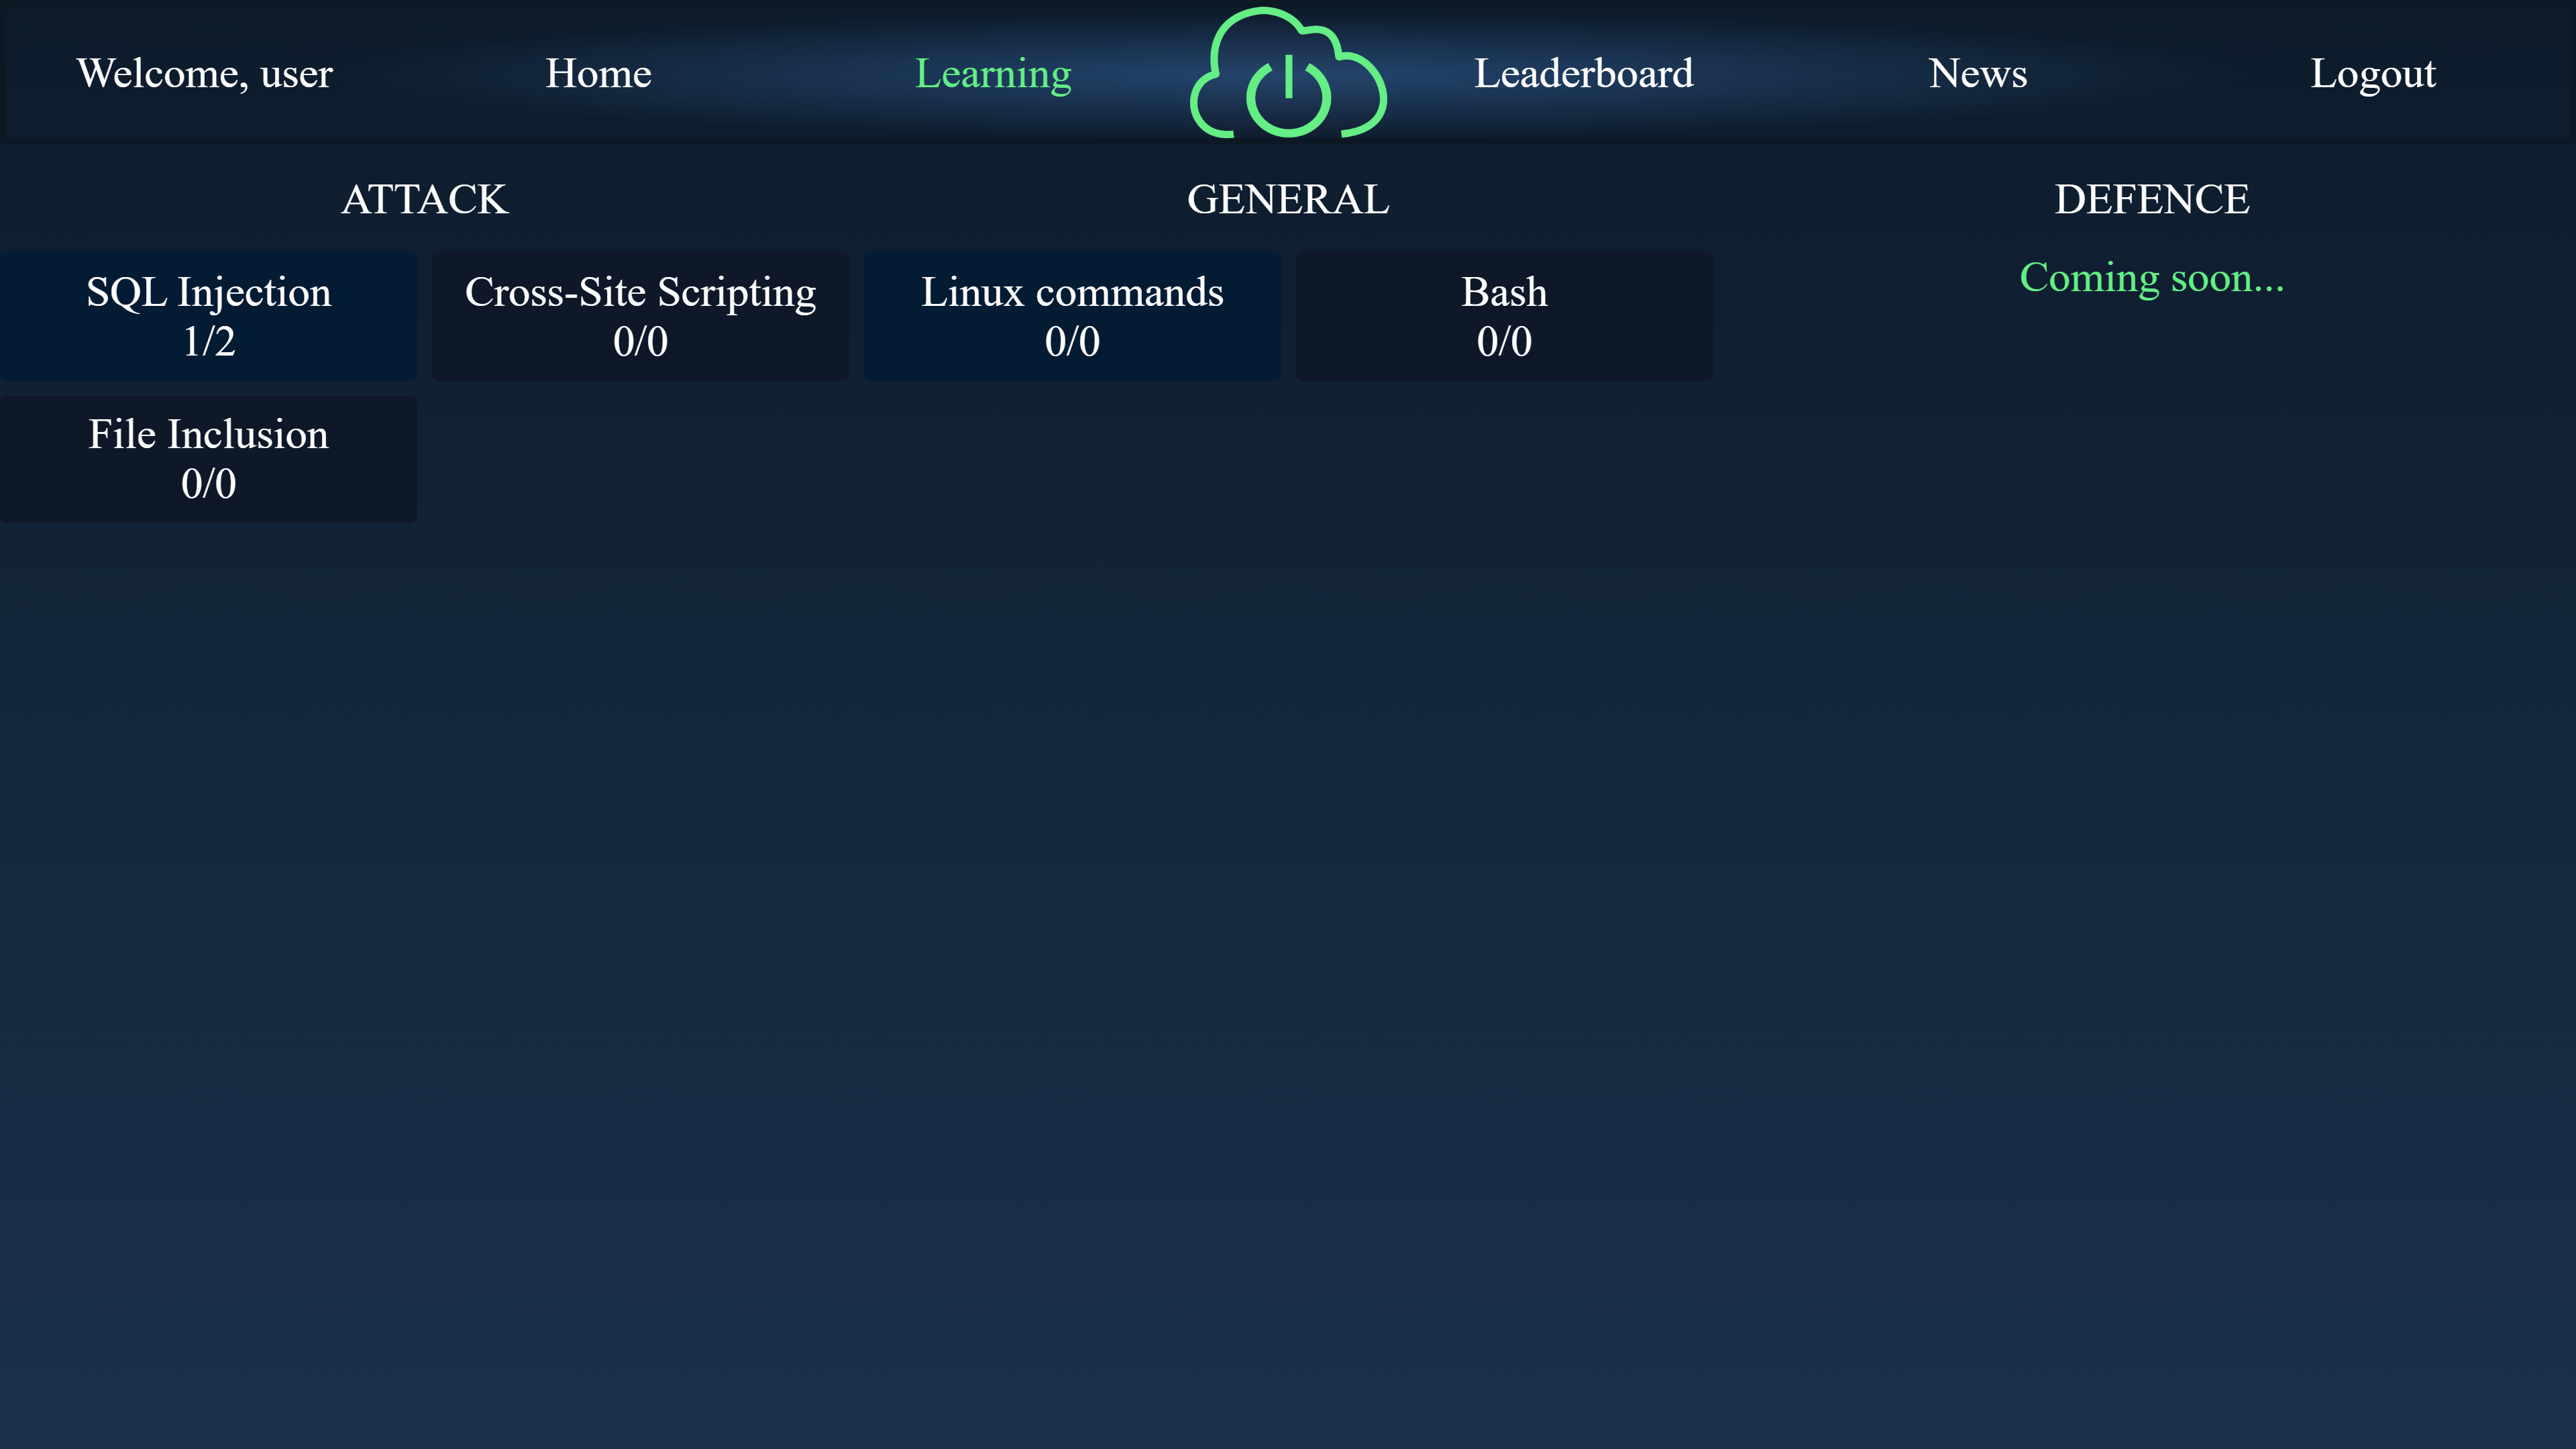 Welcome, user
Home
Learning
Leaderboard
News
Logout
ATTACK
SQL Injection
1/2
Cross-Site Scripting
0/0
File Inclusion
0/0
GENERAL
Linux commands
0/0
Bash
0/0
DEFENCE
Coming soon...